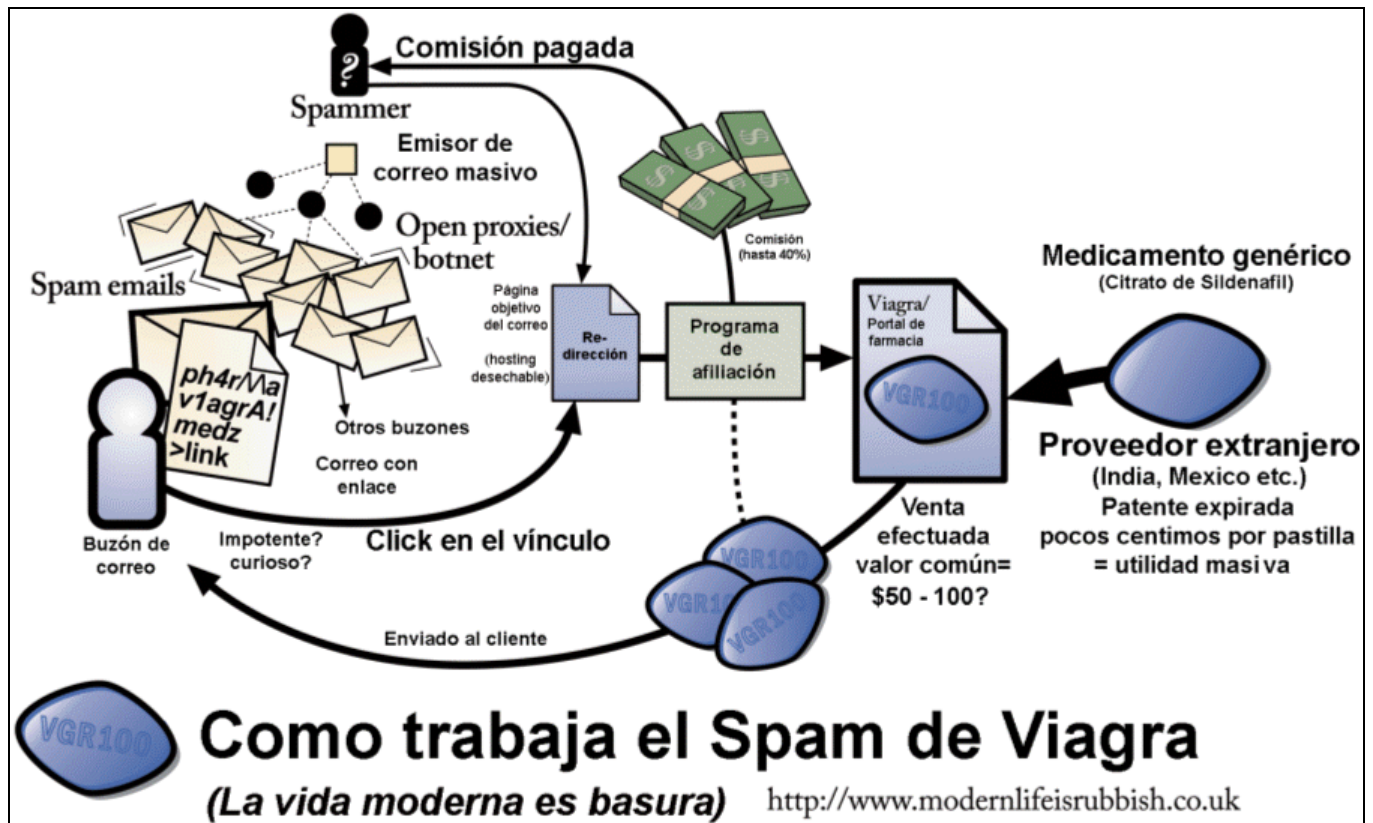 Comisión pagada
?
Spammer
Emisor de
correo masivo
Open proxies/
botnet
Spam emails
ph4r/\/\a
v1agrA!
medz
>link
Otros buzones
Correo con
enlace
Buzón de
correo
Impotente?
curioso?
Click en el vínculo
Enviado al cliente
Página
objetivo
del correo
(hosting
desechable)
Re-
dirección
$
$
$
$
$
Comisión
(hasta 40%)
Programa
de
afiliación
Viagra/
Portal de
farmacia
VGR100
Medicamento genérico
(Citrato de Sildenafil)
Proveedor extranjero
(India, Mexico etc.)
Patente expirada
pocos centimos por pastilla
= utilidad masiva
Venta
efectuada
valor común=
$50 - 100?
VGR100
VGR10
VGR100
VGR100
Como trabaja el Spam de Viagra
(La vida moderna es basura)
http://www.modernlifeisrubbish.co.uk